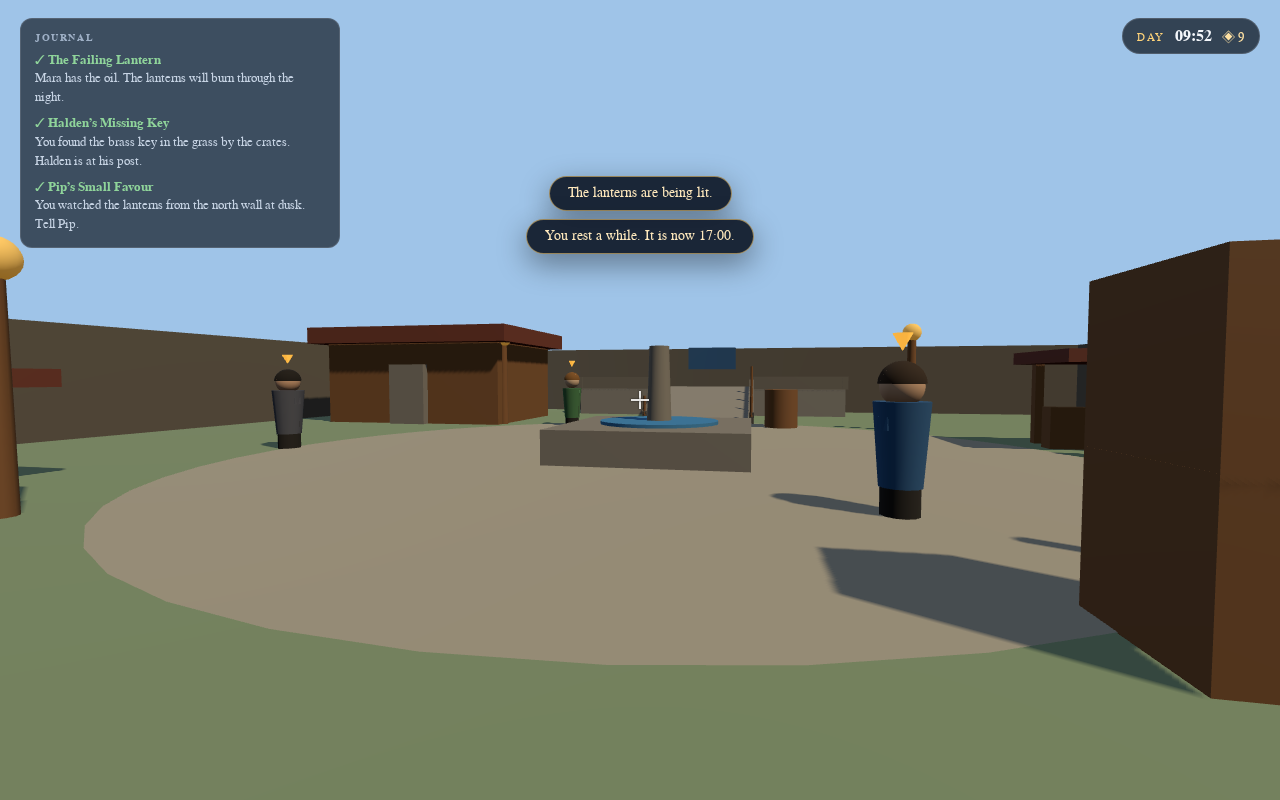 JOURNAL
✓ The Failing Lantern
Mara has the oil. The lanterns will burn through the
night.
✓ Halden's Missing Key
You found the brass key in the grass by the crates.
Halden is at his post.
✓ Pip's Small Favour
You watched the lanterns from the north wall at dusk.
Tell Pip.
DAY 09:52 ◈ 9
The lanterns are being lit.
You rest a while. It is now 17:00.